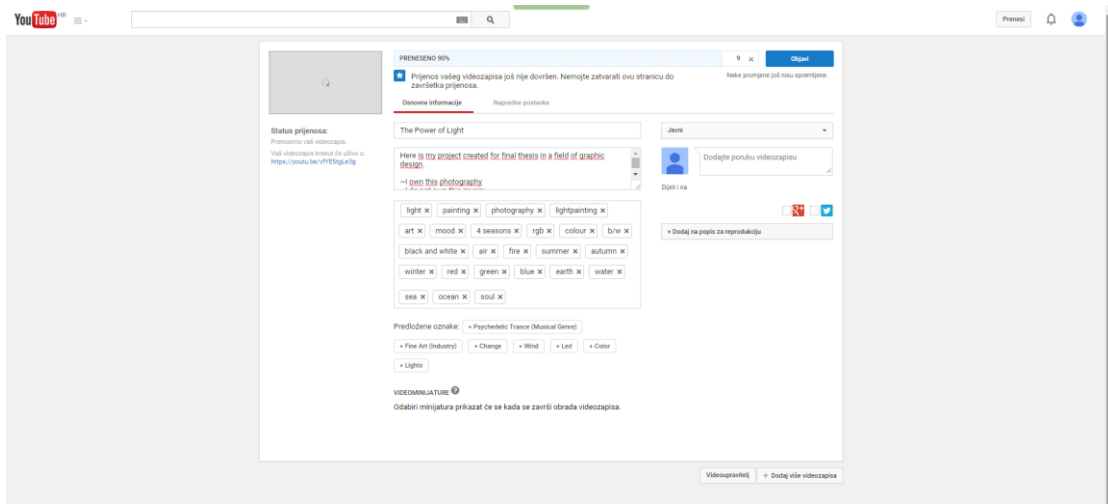 YouTube HR
Prenesi
PRENESENO 90%
9 ×
Objavi
Prijenos vašeg videozapisa još nije dovršen. Nemojte zatvarati ovu stranicu do
završetka prijenosa.
Neke promjene još nisu spremljene.
Osnovne informacije
Napredne postavke
Status prijenosa:
Prenosimo vaš videozapis.
Vaš videozapis krenut će uživo u:
https://youtu.be/vfYE5tgLe3g
The Power of Light
Here is my project created for final thesis in a field of graphic
design.
~I own this photography
Javni
Dodajte poruku videozapisu
Dijeli i na
+ Dodaj na popis za reprodukciju
light × painting × photography × lightpainting ×
art × mood × 4 seasons × rgb × colour × b/w ×
black and white × air × fire × summer × autumn ×
winter × red × green × blue × earth × water ×
sea × ocean × soul ×
Predložene oznake: + Psychedelic Trance (Musical Genre)
+ Fine Art (Industry) + Change + Wind + Led + Color
+ Lights
VIDEOMINIJATURE ?
Odabiri minijatura prikazat će se kada se završi obrada videozapisa.
Videoupravitelj
+ Dodaj više videozapisa